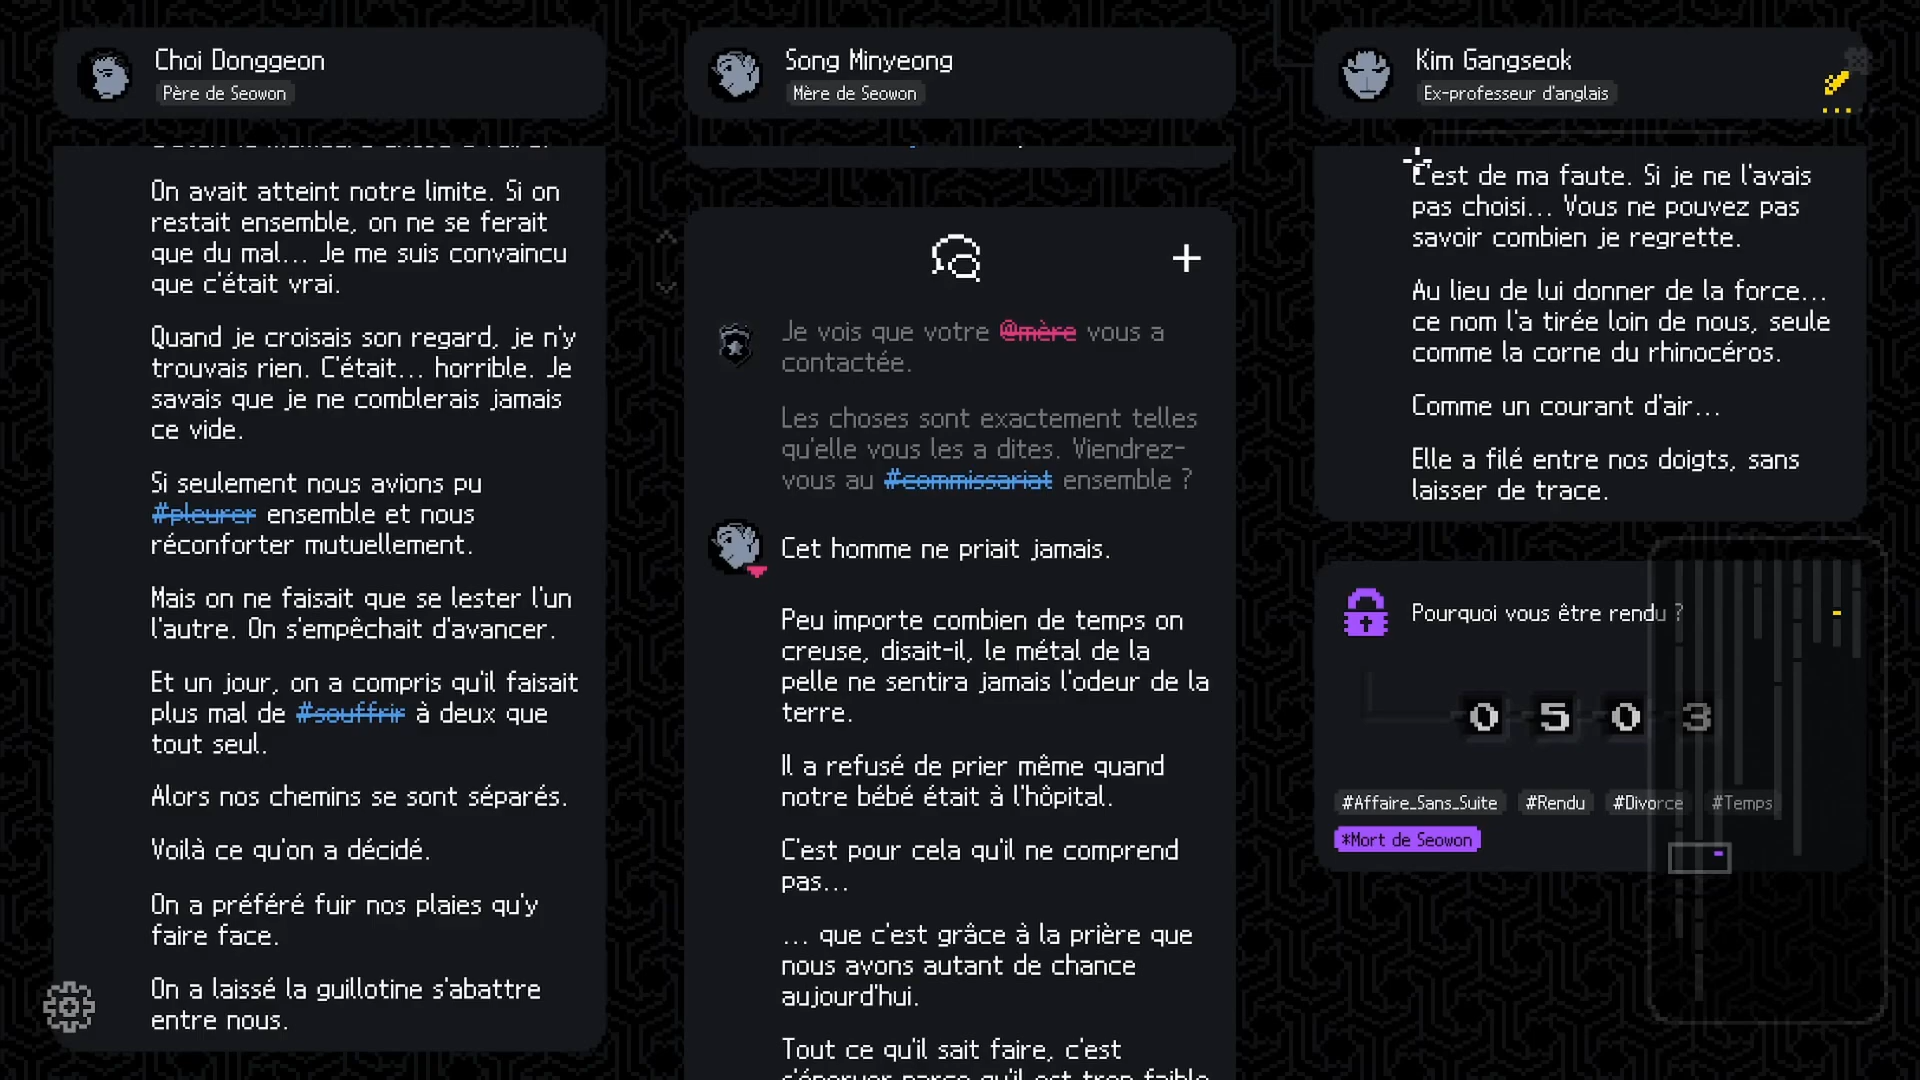 Choi Donggeon
Père de Seowon
On avait atteint notre limite. Si on
restait ensemble, on ne se ferait
que du mal... Je me suis convaincu
que c'était vrai.
Quand je croisais son regard, je n'y
trouvais rien. C'était... horrible. Je
savais que je ne comblerais jamais
ce vide.
Si seulement nous avions pu
#pleurer ensemble et nous
réconforter mutuellement.
Mais on ne faisait que se lester l'un
l'autre. On s'empêchait d'avancer.
Et un jour, on a compris qu'il faisait
plus mal de #souffrir à deux que
tout seul.
Alors nos chemins se sont séparés.
Voilà ce qu'on a décidé.
On a préféré fuir nos plaies qu'y
faire face.
On a laissé la guillotine s'abattre
entre nous.
Song Minyeong
Mère de Seowon
Je vois que votre @mère vous a
contactée.
Les choses sont exactement telles
qu'elle vous les a dites. Viendrez-
vous au #commissariat ensemble ?
Cet homme ne priait jamais.
Peu importe combien de temps on
creuse, disait-il, le métal de la
pelle ne sentira jamais l'odeur de la
terre.
Il a refusé de prier même quand
notre bébé était à l'hôpital.
C'est pour cela qu'il ne comprend
pas...
... que c'est grâce à la prière que
nous avons autant de chance
aujourd'hui.
Tout ce qu'il sait faire, c'est
Kim Gangseok
Ex-professeur d'anglais
C'est de ma faute. Si je ne l'avais
pas choisi... Vous ne pouvez pas
savoir combien je regrette.
Au lieu de lui donner de la force...
ce nom l'a tirée loin de nous, seule
comme la corne du rhinocéros.
Comme un courant d'air...
Elle a filé entre nos doigts, sans
laisser de trace.
Pourquoi vous être rendu ?
0 5 0 3
#Affaire_Sans_Suite #Rendu #Divorce #Temps
*Mort de Seowon